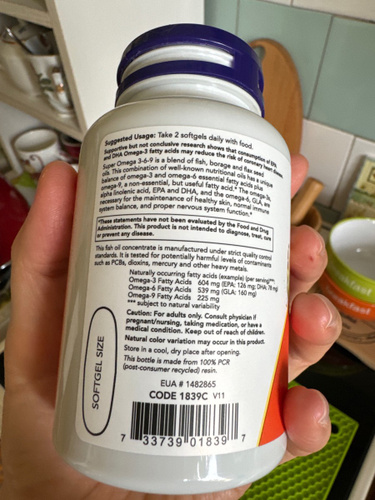 Suggested Usage: Take 2 softgels daily with food.
Supportive but not conclusive research shows that consumption of EPA
and DHA Omega-3 fatty acids may reduce the risk of coronary heart disease.
Super Omega 3-6-9 is a blend of fish, borage and flax seed
oils. This combination of well-known nutritional oils has a unique
balance of omega-3 and omega-6 essential fatty acids plus
omega-9, a non-essential, but useful fatty acid.* The omega-3s,
alpha linolenic acid, EPA and DHA, and the omega-6, GLA, are
necessary for the maintenance of healthy skin, normal immune
system balance, and proper nervous system function.*
*These statements have not been evaluated by the Food and Drug
Administration. This product is not intended to diagnose, treat, cure
or prevent any disease.
This fish oil concentrate is manufactured under strict quality control
standards. It is tested for potentially harmful levels of contaminants
such as PCBs, dioxins, mercury and other heavy metals.
Naturally occurring fatty acids (example) (per serving***):
Omega-3 Fatty Acids 604 mg (EPA: 126 mg; DHA: 78 mg)
Omega-6 Fatty Acids 539 mg (GLA: 160 mg)
Omega-9 Fatty Acids 225 mg
*** subject to natural variability
Caution: For adults only. Consult physician if
pregnant/nursing, taking medication, or have a
medical condition. Keep out of reach of children.
Natural color variation may occur in this product.
Store in a cool, dry place after opening.
This bottle is made from 100% PCR
(post-consumer recycled) resin.
SOFTGEL SIZE
EUA # 1482865
CODE 1839C V11
7 33739 01839 7